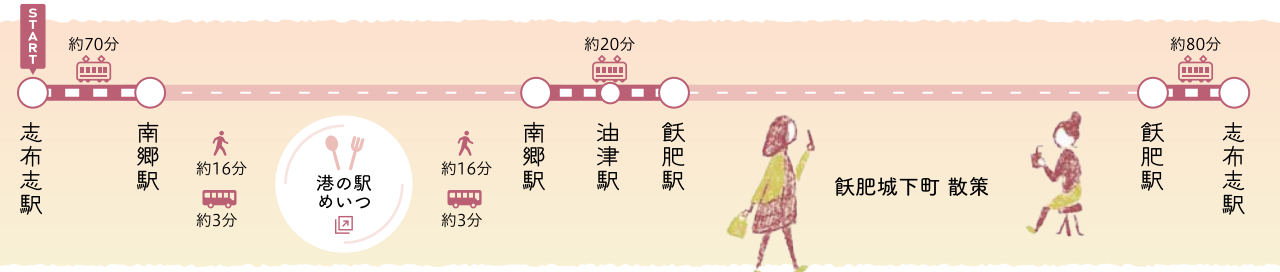 START
約70分
約20分
約80分
志布志駅
南郷駅
約16分
約3分
港の駅
めいつ
約16分
約3分
南郷駅
油津駅
飫肥駅
飫肥城下町 散策
飫肥駅
志布志駅